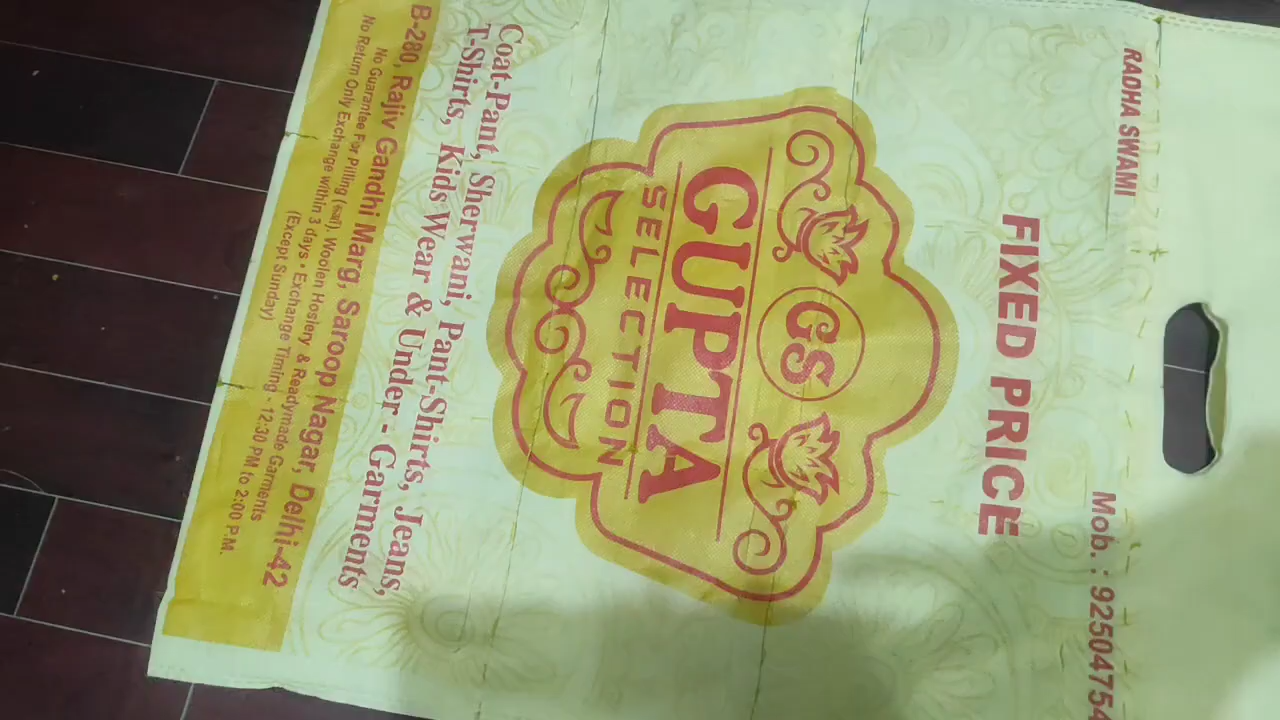 RADHA SWAMI
Mob. : 92504754
FIXED PRICE
GS
GUPTA
SELECTION
Coat-Pant, Sherwani, Pant-Shirts, Jeans,
T-Shirts, Kids Wear & Under - Garments
B-280, Rajiv Gandhi Marg, Saroop Nagar, Delhi-42
No Guarantee For Pilling (रूआं), Woolen Hosiery & Readymade Garments
No Return Only Exchange within 3 days • Exchange Timing - 12:30 PM to 2:00 P.M.
(Except Sunday)